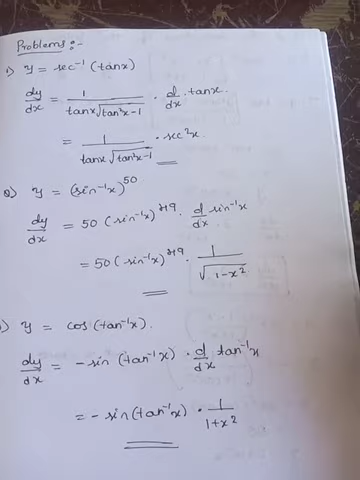 Problems :-
1) y = sec⁻¹ (tanx)
dy/dx = 1/(tanx√(tan²x-1)) · d/dx · tanx.
= 1/(tanx √(tan²x-1)) · sec²x.
2) y = (sin⁻¹x)⁵⁰
dy/dx = 50 (sin⁻¹x)⁴⁹ · d/dx sin⁻¹x.
= 50 (sin⁻¹x)⁴⁹ · 1/√(1-x²)
) y = cos(tan⁻¹x).
dy/dx = - sin (tan⁻¹x) · d/dx tan⁻¹x
= - sin(tan⁻¹x) · 1/(1+x²)